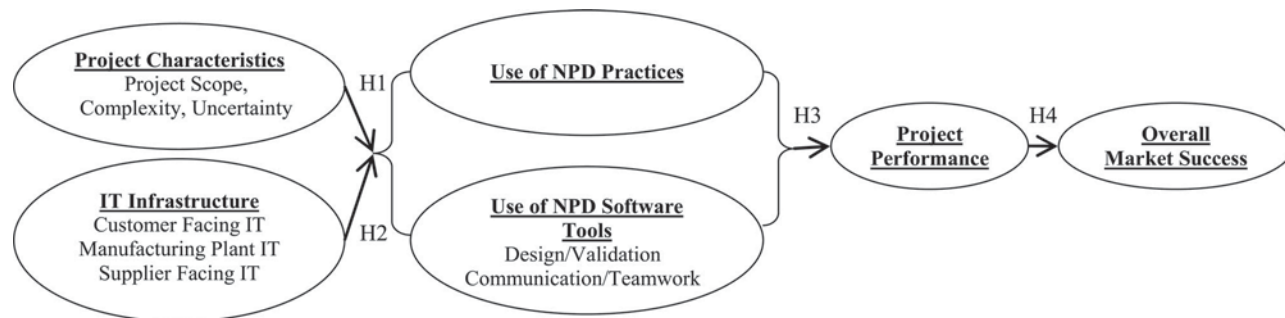 Project Characteristics
Project Scope,
Complexity, Uncertainty
IT Infrastructure
Customer Facing IT
Manufacturing Plant IT
Supplier Facing IT
H1
H2
Use of NPD Practices
Use of NPD Software
Tools
Design/Validation
Communication/Teamwork
H3
Project
Performance
H4
Overall
Market Success